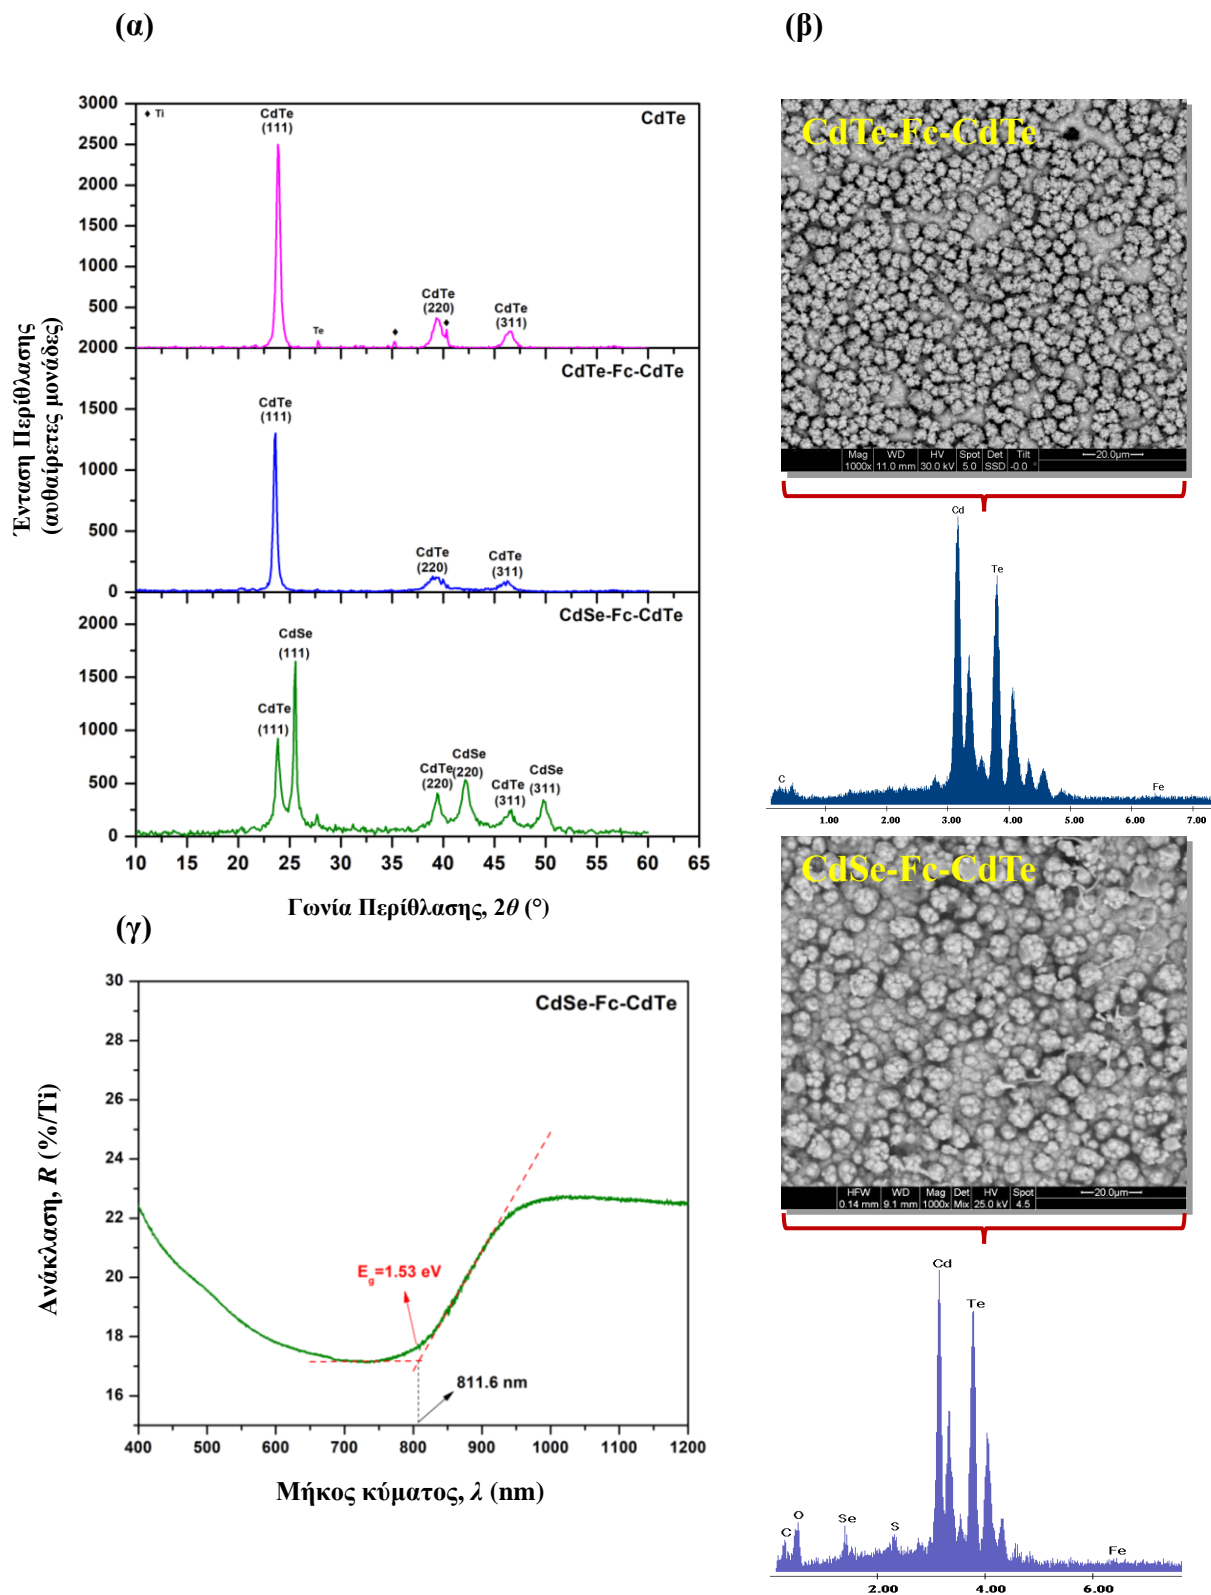 (α)
Ένταση Περίθλασης
(αυθαίρετες μονάδες)
3000
2500
2000
1500
1000
500
2000
♦ Ti
CdTe
CdTe
(111)
Te
♦
CdTe
(220)
♦
CdTe
(311)
1500
1000
500
0
CdTe-Fc-CdTe
CdTe
(111)
CdTe
(220)
CdTe
(311)
2000
1500
1000
500
0
CdSe-Fc-CdTe
CdSe
(111)
CdTe
(111)
CdTe
(220)
CdSe
(220)
CdTe
(311)
CdSe
(311)
10 15 20 25 30 35 40 45 50 55 60 65
Γωνία Περίθλασης, 2θ (°)
(β)
CdTe-Fc-CdTe
Mag WD HV Spot Det Tilt
1000x 11.0 mm 30.0 kV 5.0 SSD -0.0 °
20.0µm
Cd
Te
C
Fe
1.00 2.00 3.00 4.00 5.00 6.00 7.00
CdSe-Fc-CdTe
HFW WD Mag Det HV Spot
0.14 mm 9.1 mm 1000x Mix 25.0 kV 4.5
20.0µm
Cd
Te
C
O
Se
S
Fe
2.00 4.00 6.00
(γ)
Ανάκλαση, R (%/Ti)
30
28
26
24
22
20
18
16
CdSe-Fc-CdTe
Eg=1.53 eV
811.6 nm
400 500 600 700 800 900 1000 1100 1200
Μήκος κύματος, λ (nm)